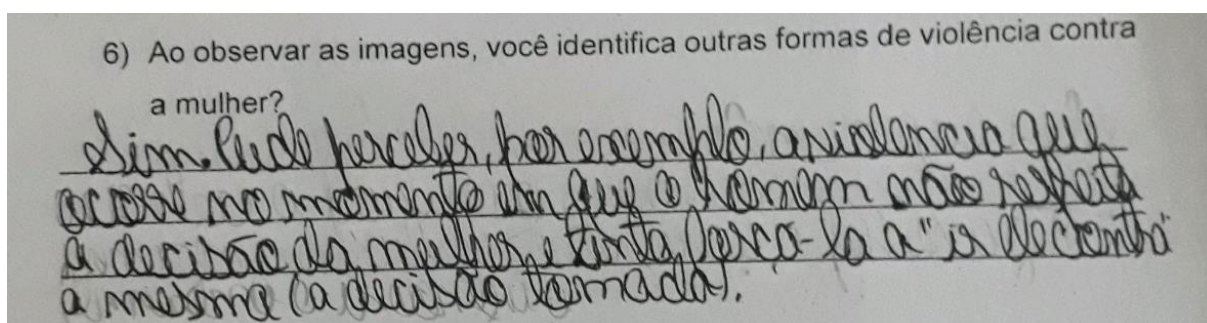 6) Ao observar as imagens, você identifica outras formas de violência contra
a mulher?
Sim. Pude perceber, por exemplo, a violencia que
ocorre no momento em que o homem não respeita
a decisão da mulher e tenta força-la a "ir de contra"
a mesma (a decisão tomada).